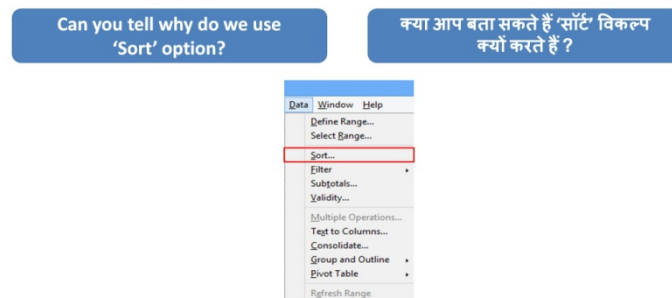 Can you tell why do we use
‘Sort’ option?
क्या आप बता सकते हैं ‘सॉर्ट’ विकल्प
क्यों करते हैं ?
Data Window Help
Define Range...
Select Range...
Sort...
Filter
Subtotals...
Validity...
Multiple Operations...
Text to Columns...
Consolidate...
Group and Outline
Pivot Table
Refresh Range